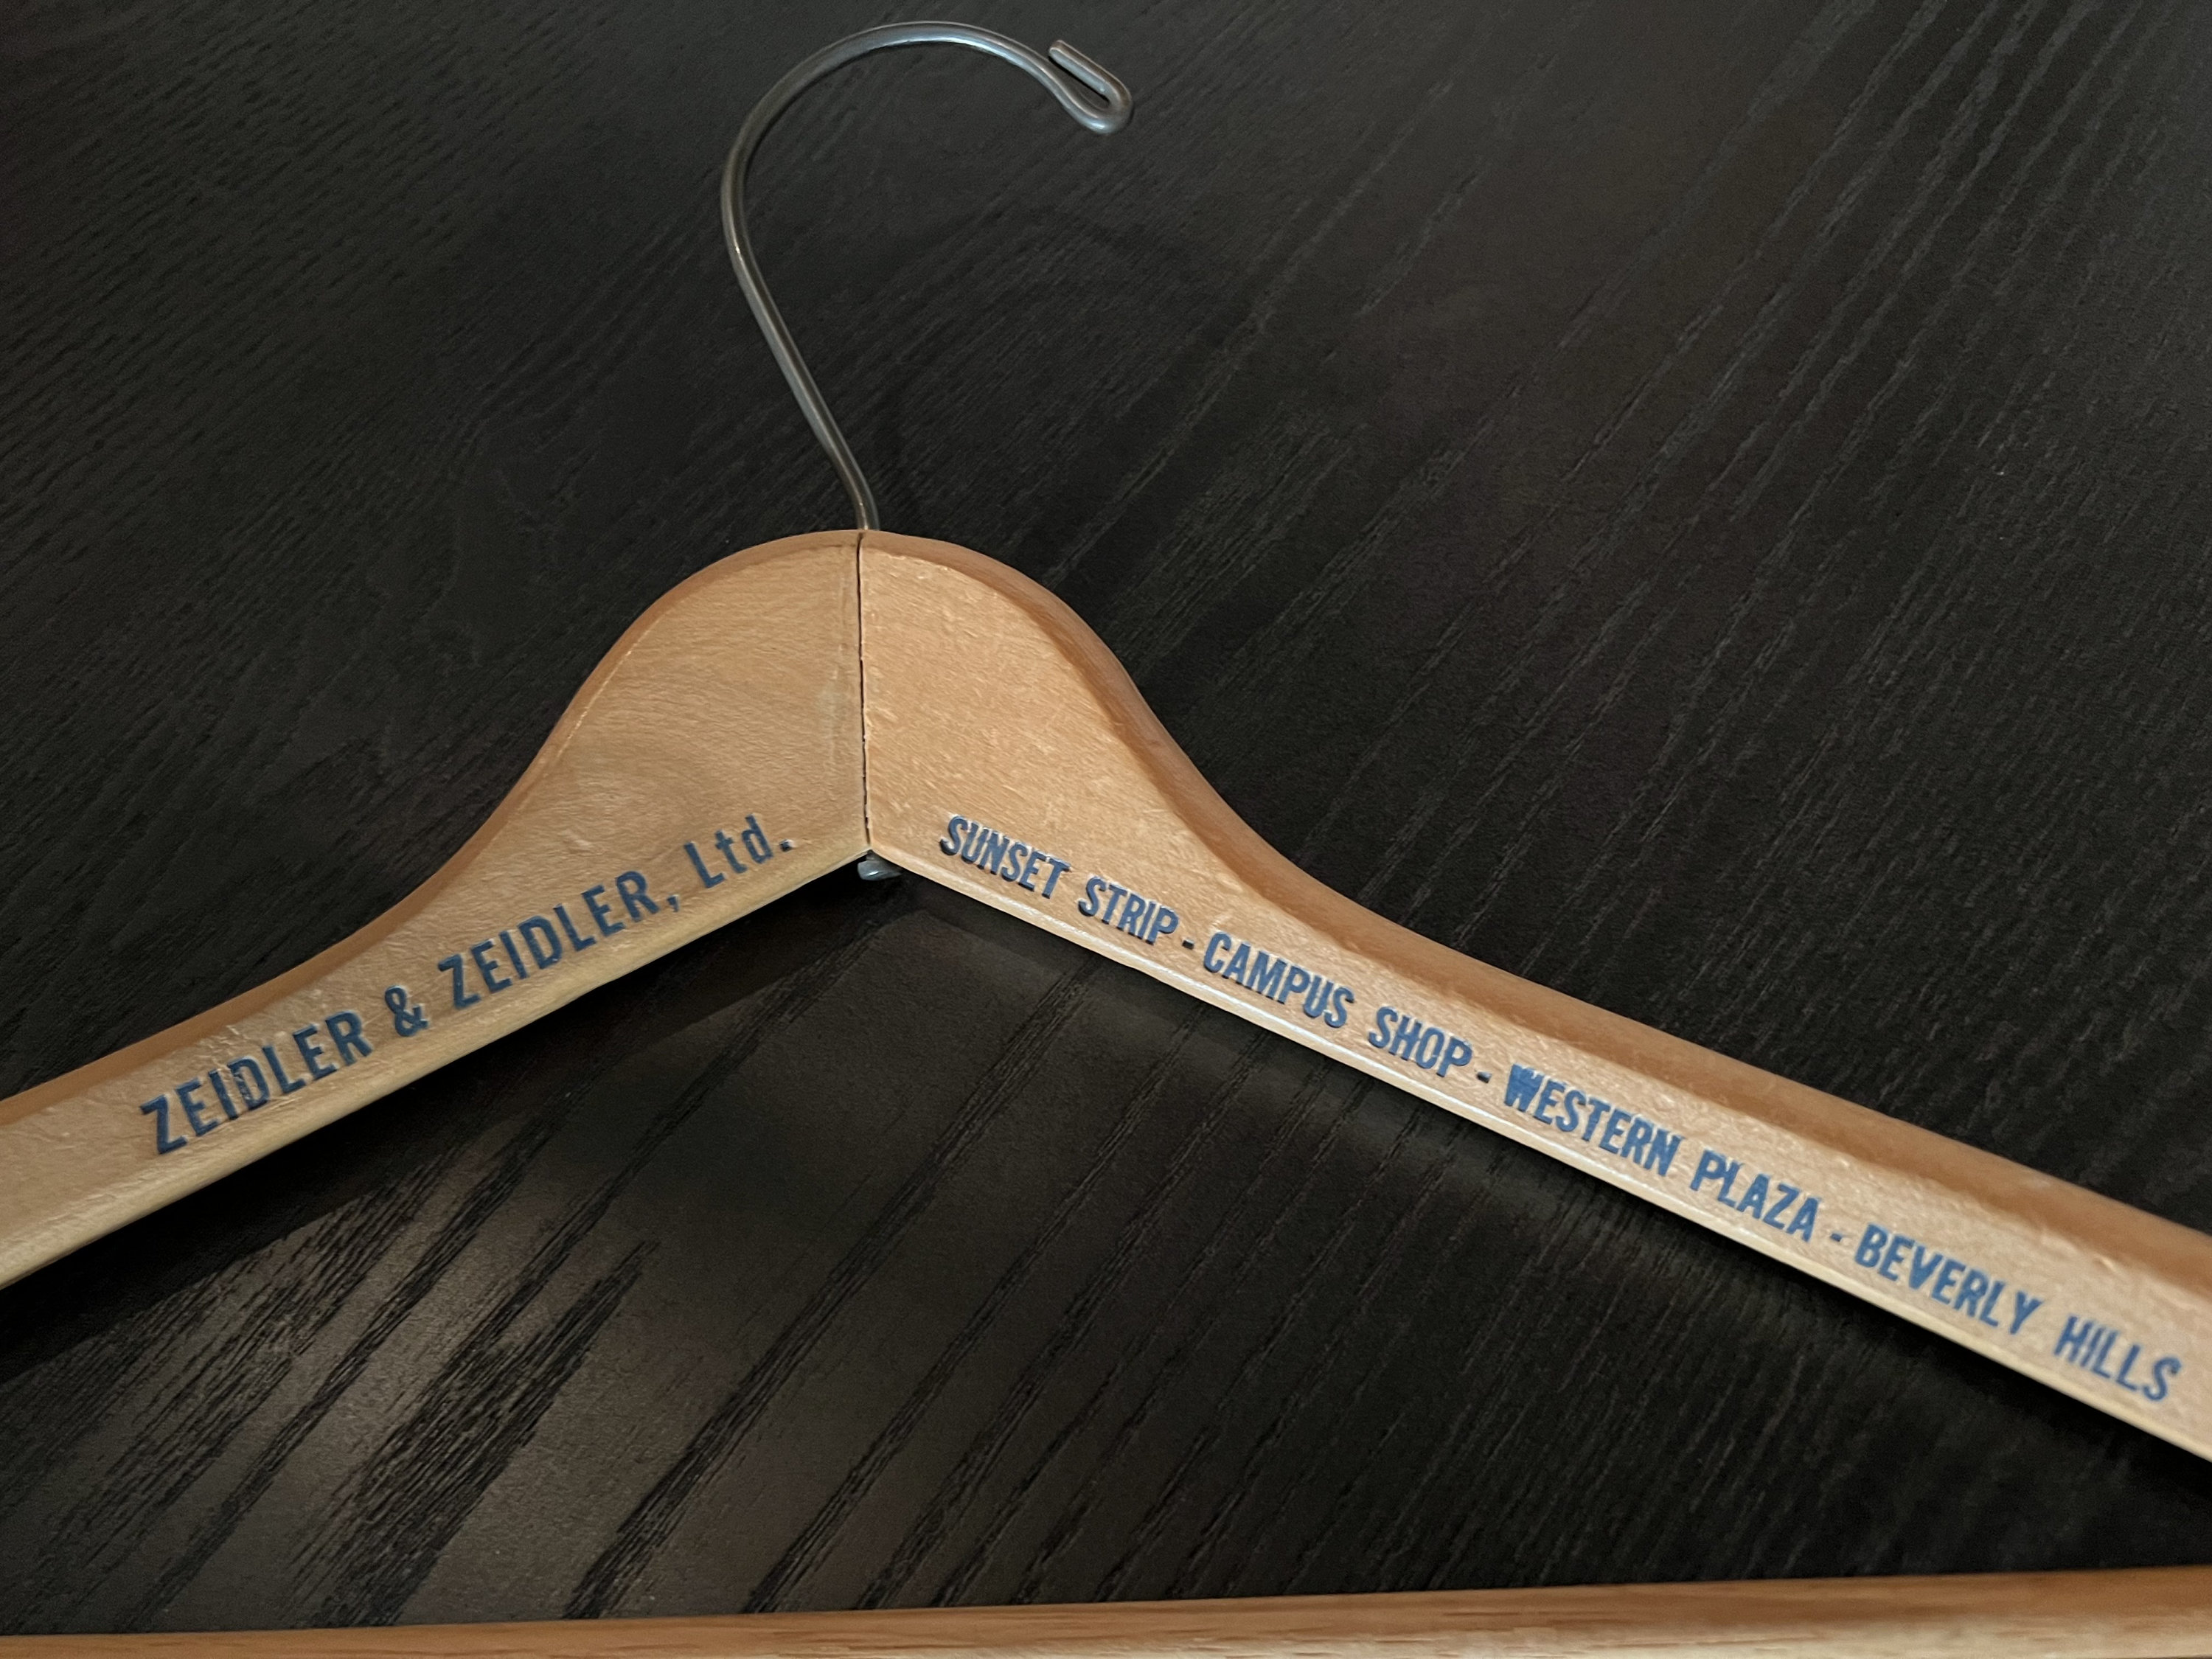 ZEIDLER & ZEIDLER, Ltd.
SUNSET STRIP - CAMPUS SHOP - WESTERN PLAZA - BEVERLY HILLS